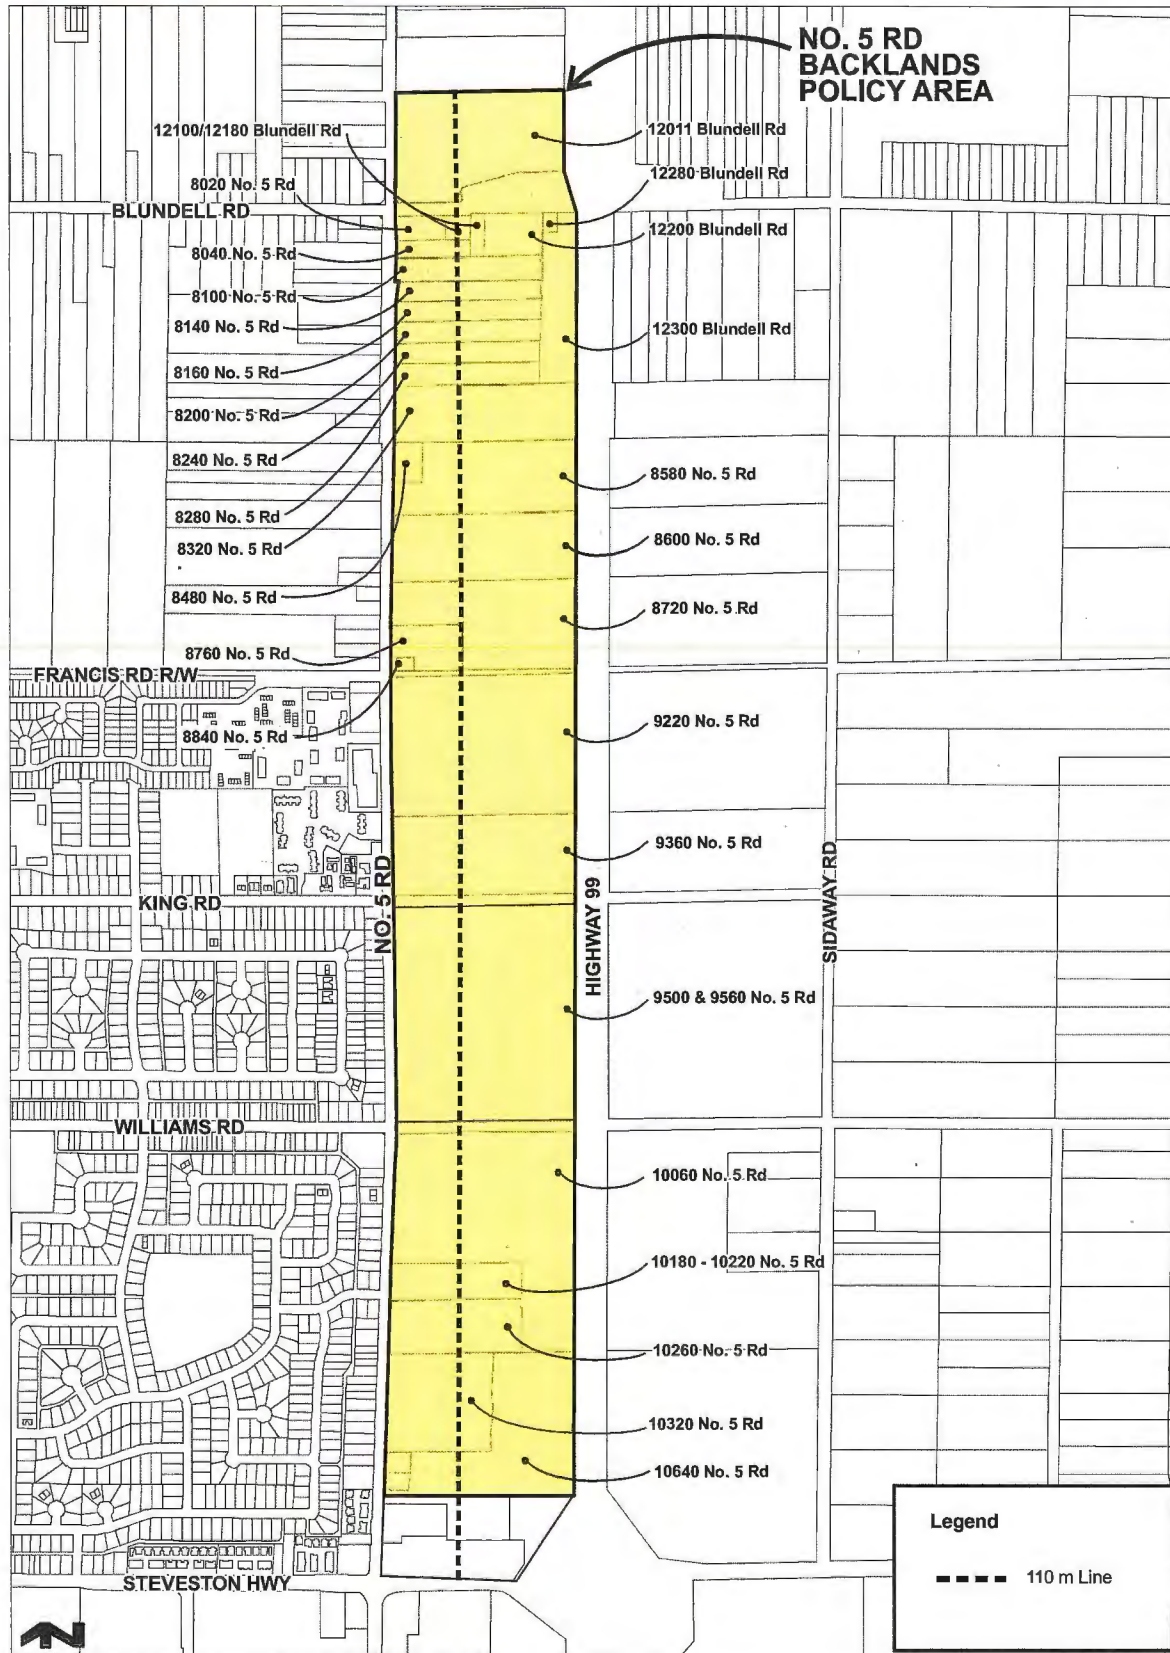 NO. 5 RD
BACKLANDS
POLICY AREA
12100/12180 Blundell Rd
12011 Blundell Rd
8020 No. 5 Rd
12280 Blundell Rd
BLUNDELL RD
12200 Blundell Rd
8040 No. 5 Rd
8100 No. 5 Rd
8140 No. 5 Rd
12300 Blundell Rd
8160 No. 5 Rd
8200 No. 5 Rd
8240 No. 5 Rd
8580 No. 5 Rd
8280 No. 5 Rd
8320 No. 5 Rd
8600 No. 5 Rd
8480 No. 5 Rd
8720 No. 5 Rd
8760 No. 5 Rd
FRANCIS RD R/W
8840 No. 5 Rd
9220 No. 5 Rd
9360 No. 5 Rd
KING RD
NO. 5 RD
HIGHWAY 99
SIDAWAY RD
9500 & 9560 No. 5 Rd
WILLIAMS RD
10060 No. 5 Rd
10180 - 10220 No. 5 Rd
10260 No. 5 Rd
10320 No. 5 Rd
10640 No. 5 Rd
Legend
110 m Line
STEVESTON HWY
N